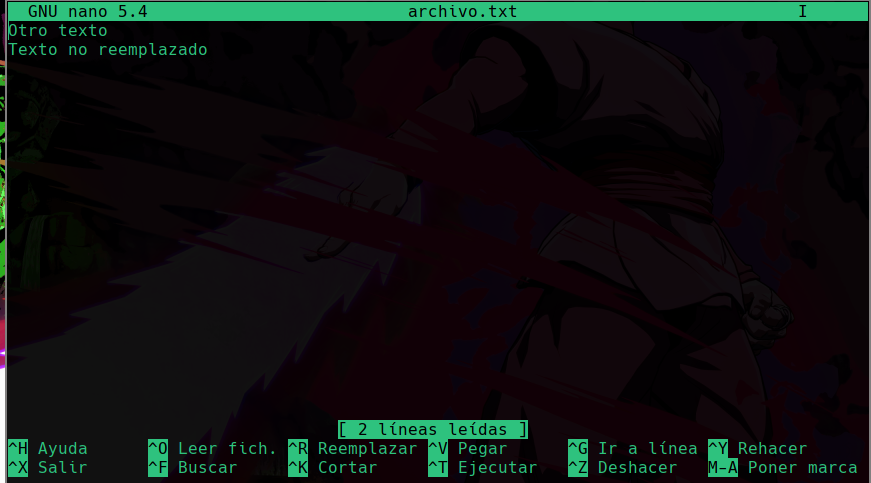 GNU nano 5.4 archivo.txt I
Otro texto
Texto no reemplazado
[ 2 líneas leídas ]
^H Ayuda ^O Leer fich. ^R Reemplazar ^V Pegar ^G Ir a línea ^Y Rehacer
^X Salir ^F Buscar ^K Cortar ^T Ejecutar ^Z Deshacer M-A Poner marca